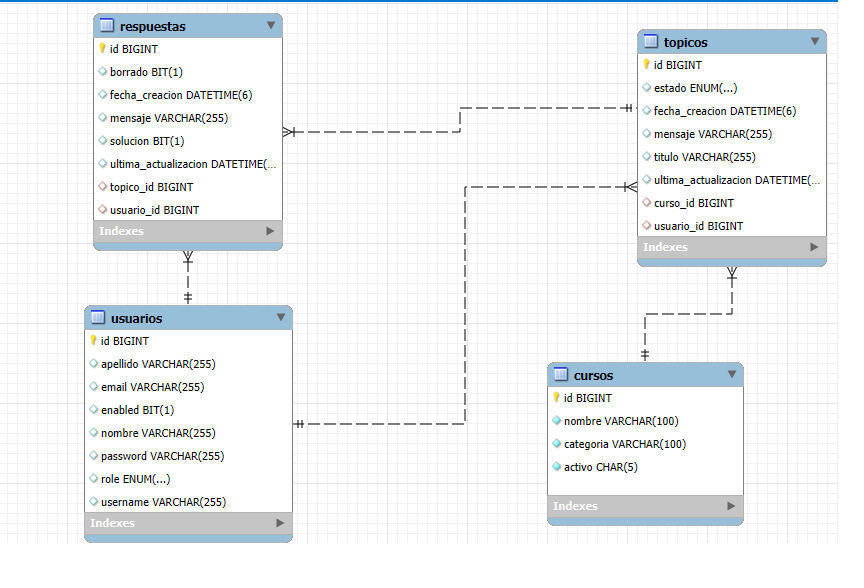 respuestas
id BIGINT
borrado BIT(1)
fecha_creacion DATETIME(6)
mensaje VARCHAR(255)
solucion BIT(1)
ultima_actualizacion DATETIME(...
topico_id BIGINT
usuario_id BIGINT
Indexes
topicos
id BIGINT
estado ENUM(...)
fecha_creacion DATETIME(6)
mensaje VARCHAR(255)
titulo VARCHAR(255)
ultima_actualizacion DATETIME(...
curso_id BIGINT
usuario_id BIGINT
Indexes
usuarios
id BIGINT
apellido VARCHAR(255)
email VARCHAR(255)
enabled BIT(1)
nombre VARCHAR(255)
password VARCHAR(255)
role ENUM(...)
username VARCHAR(255)
Indexes
cursos
id BIGINT
nombre VARCHAR(100)
categoria VARCHAR(100)
activo CHAR(5)
Indexes